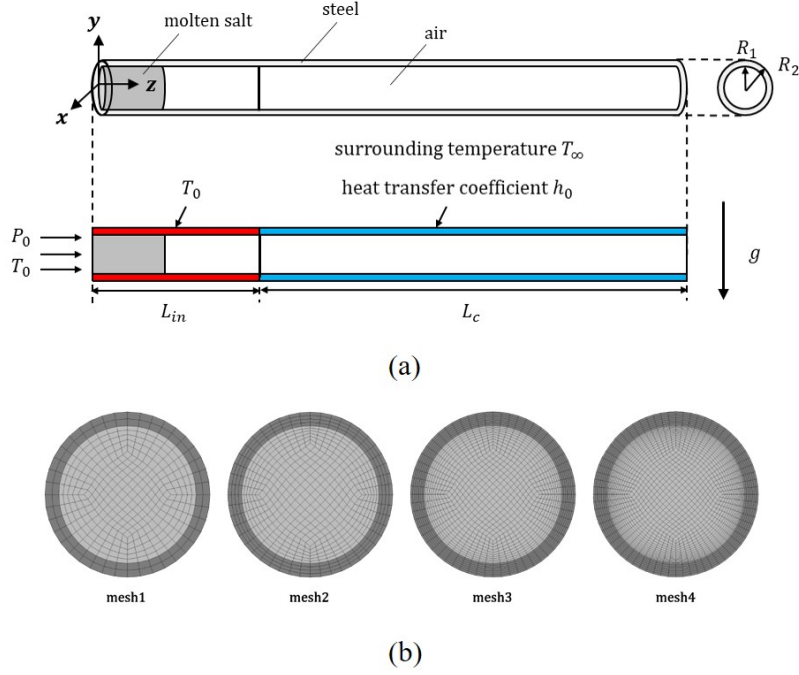 y
molten salt
steel
air
z
x
R₁
R₂
surrounding temperature T∞
T₀
heat transfer coefficient h₀
P₀
T₀
g
Lᵢₙ
L_c
(a)
mesh1
mesh2
mesh3
mesh4
(b)